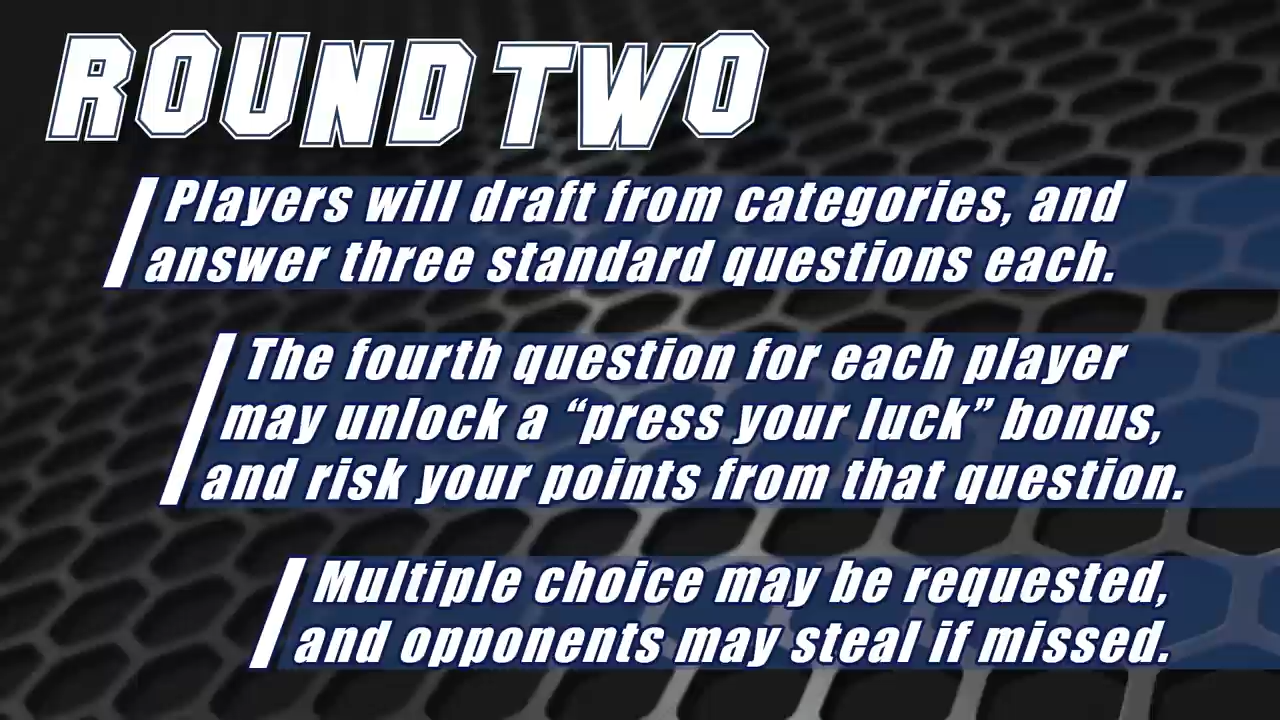 ROUND TWO
Players will draft from categories, and
answer three standard questions each.
The fourth question for each player
may unlock a “press your luck” bonus,
and risk your points from that question.
Multiple choice may be requested,
and opponents may steal if missed.